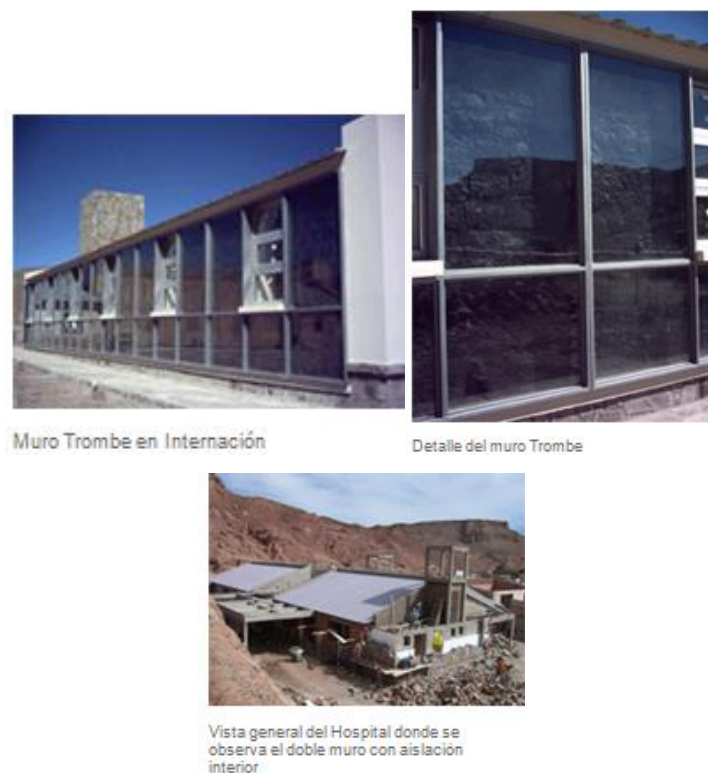 Muro Trombe en Internación
Detalle del muro Trombe
Vista general del Hospital donde se
observa el doble muro con aislación
interior